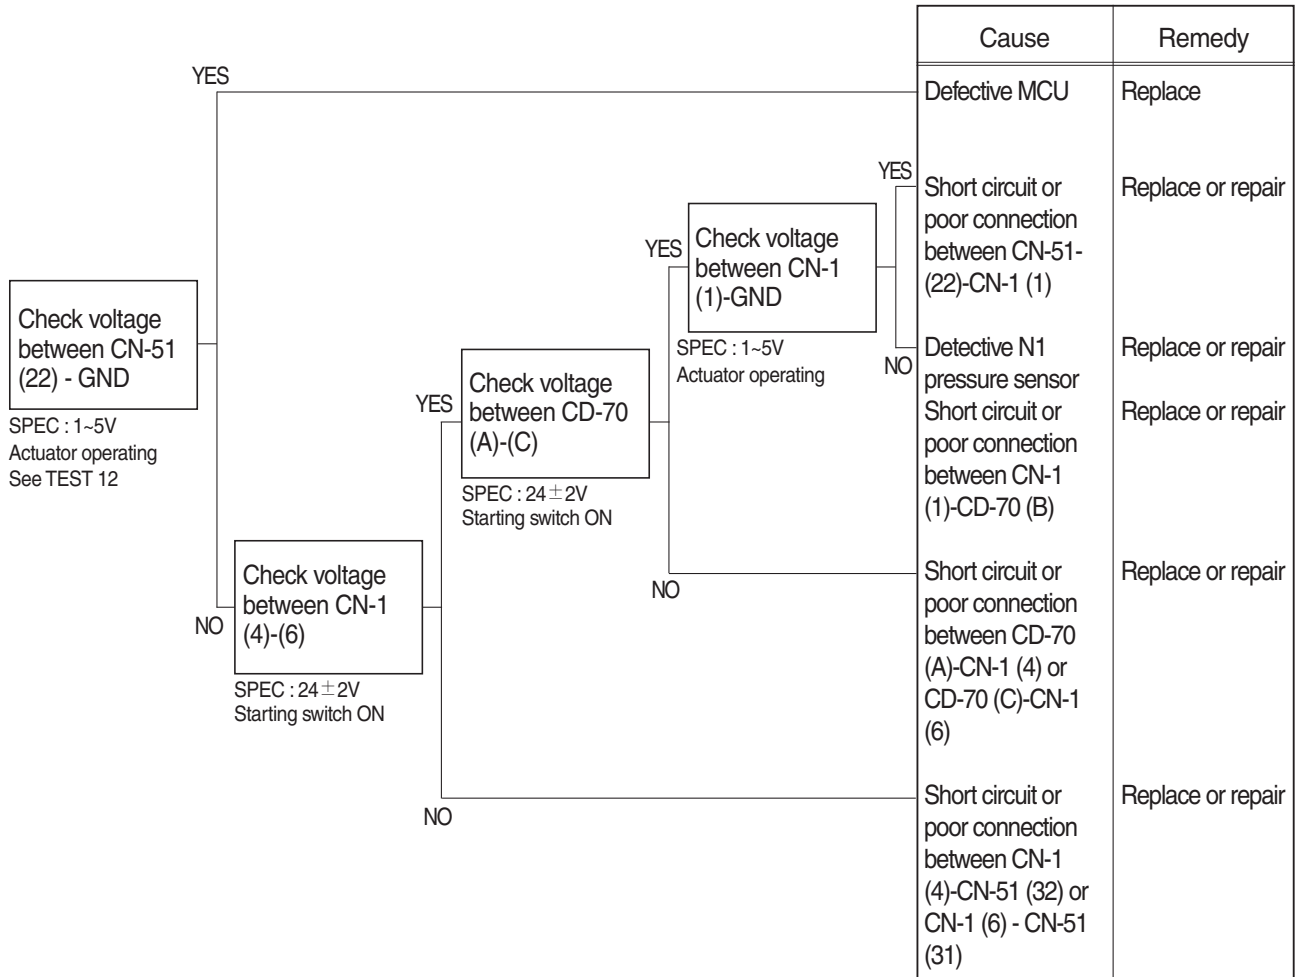 Cause
Remedy
YES
Defective MCU
Replace
YES
Short circuit or
poor connection
between CN-51-
(22)-CN-1 (1)
Replace or repair
YES
Check voltage
between CN-1
(1)-GND
SPEC : 1~5V
Actuator operating
NO
Detective N1
pressure sensor
Replace or repair
Short circuit or
poor connection
between CN-1
(1)-CD-70 (B)
Replace or repair
Check voltage
between CN-51
(22) - GND
SPEC : 1~5V
Actuator operating
See TEST 12
YES
Check voltage
between CD-70
(A)-(C)
SPEC : 24±2V
Starting switch ON
NO
Short circuit or
poor connection
between CD-70
(A)-CN-1 (4) or
CD-70 (C)-CN-1
(6)
Replace or repair
NO
Check voltage
between CN-1
(4)-(6)
SPEC : 24±2V
Starting switch ON
NO
Short circuit or
poor connection
between CN-1
(4)-CN-51 (32) or
CN-1 (6) - CN-51
(31)
Replace or repair